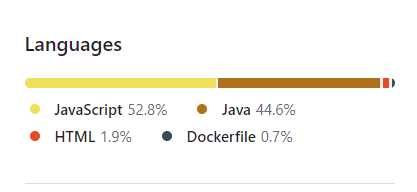 Languages
JavaScript 52.8% Java 44.6%
HTML 1.9% Dockerfile 0.7%